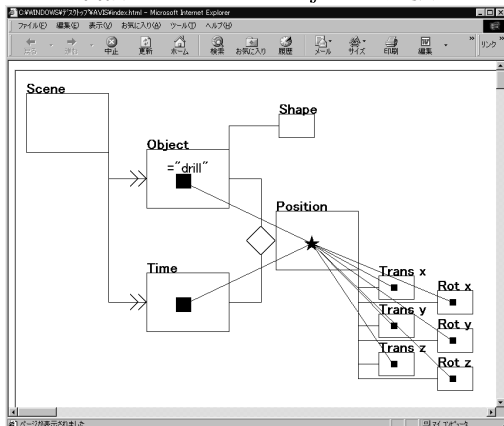 C:¥WINDOWS¥デスクトップ¥AVIS¥index.html - Microsoft Internet Explorer
ファイル(F) 編集(E) 表示(V) お気に入り(A) ツール(T) ヘルプ(H)
戻る 進む 中止 更新 ホーム 検索 お気に入り 履歴 メール サイズ 印刷 編集 » リンク »
Scene
Shape
Object
="drill"
Position
Time
Trans x
Rot x
Trans y
Rot y
Trans z
Rot z
ページが表示されました マイ コンピュータ